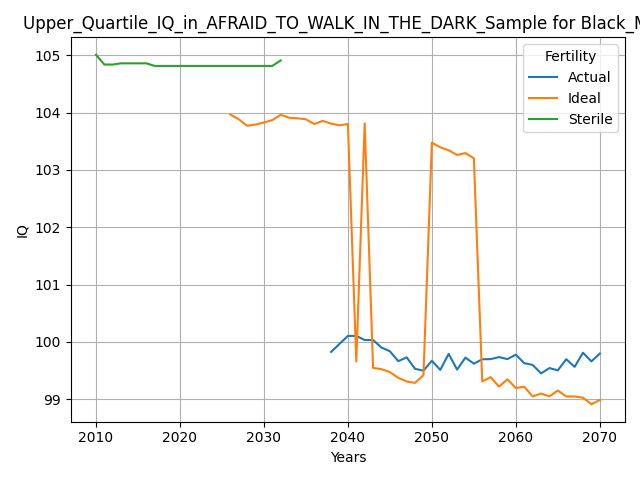 Upper_Quartile_IQ_in_AFRAID_TO_WALK_IN_THE_DARK_Sample for Black_M
105
104
103
102
101
100
99
IQ
Fertility
Actual
Ideal
Sterile
2010 2020 2030 2040 2050 2060 2070
Years